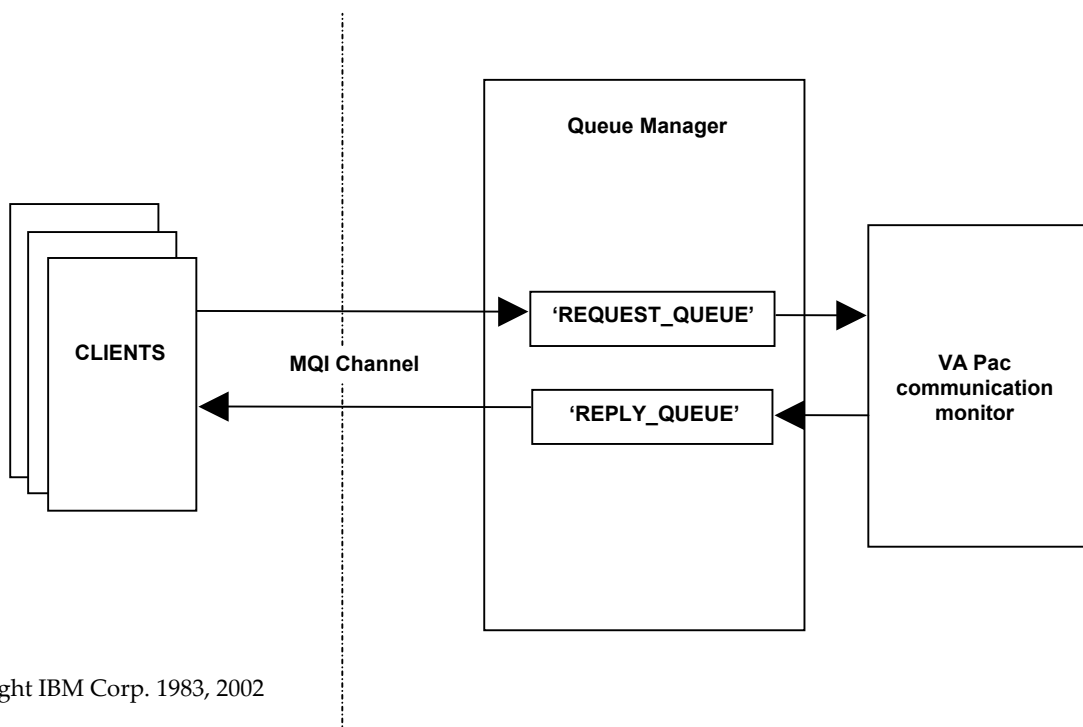 Queue Manager
‘REQUEST_QUEUE’
CLIENTS
MQI Channel
VA Pac
communication
monitor
‘REPLY_QUEUE’
ght IBM Corp. 1983, 2002